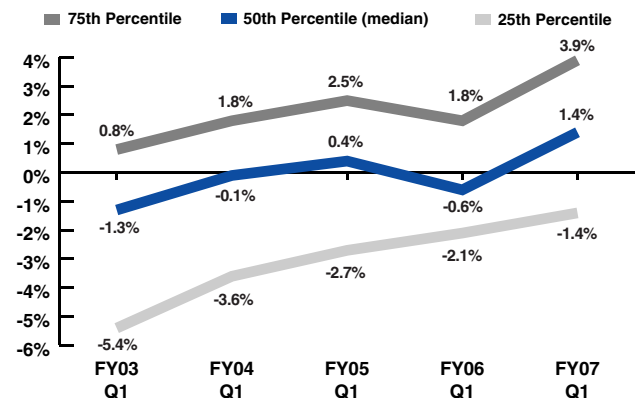 75th Percentile 50th Percentile (median) 25th Percentile
4%
3%
2%
1%
0%
-1%
-2%
-3%
-4%
-5%
-6%
0.8% 1.8% 2.5% 1.8% 3.9%
-1.3% -0.1% 0.4% -0.6% 1.4%
-5.4% -3.6% -2.7% -2.1% -1.4%
FY03 FY04 FY05 FY06 FY07
Q1 Q1 Q1 Q1 Q1